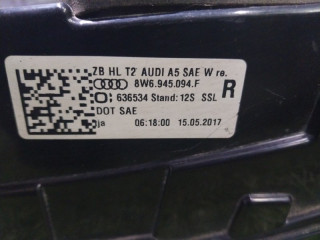 ZB HL T2 AUDI A5 SAE W re.
8W6.945.094.F R
636534 Stand: 12S SSL
DOT SAE
ja 06:18:00 15.05.2017